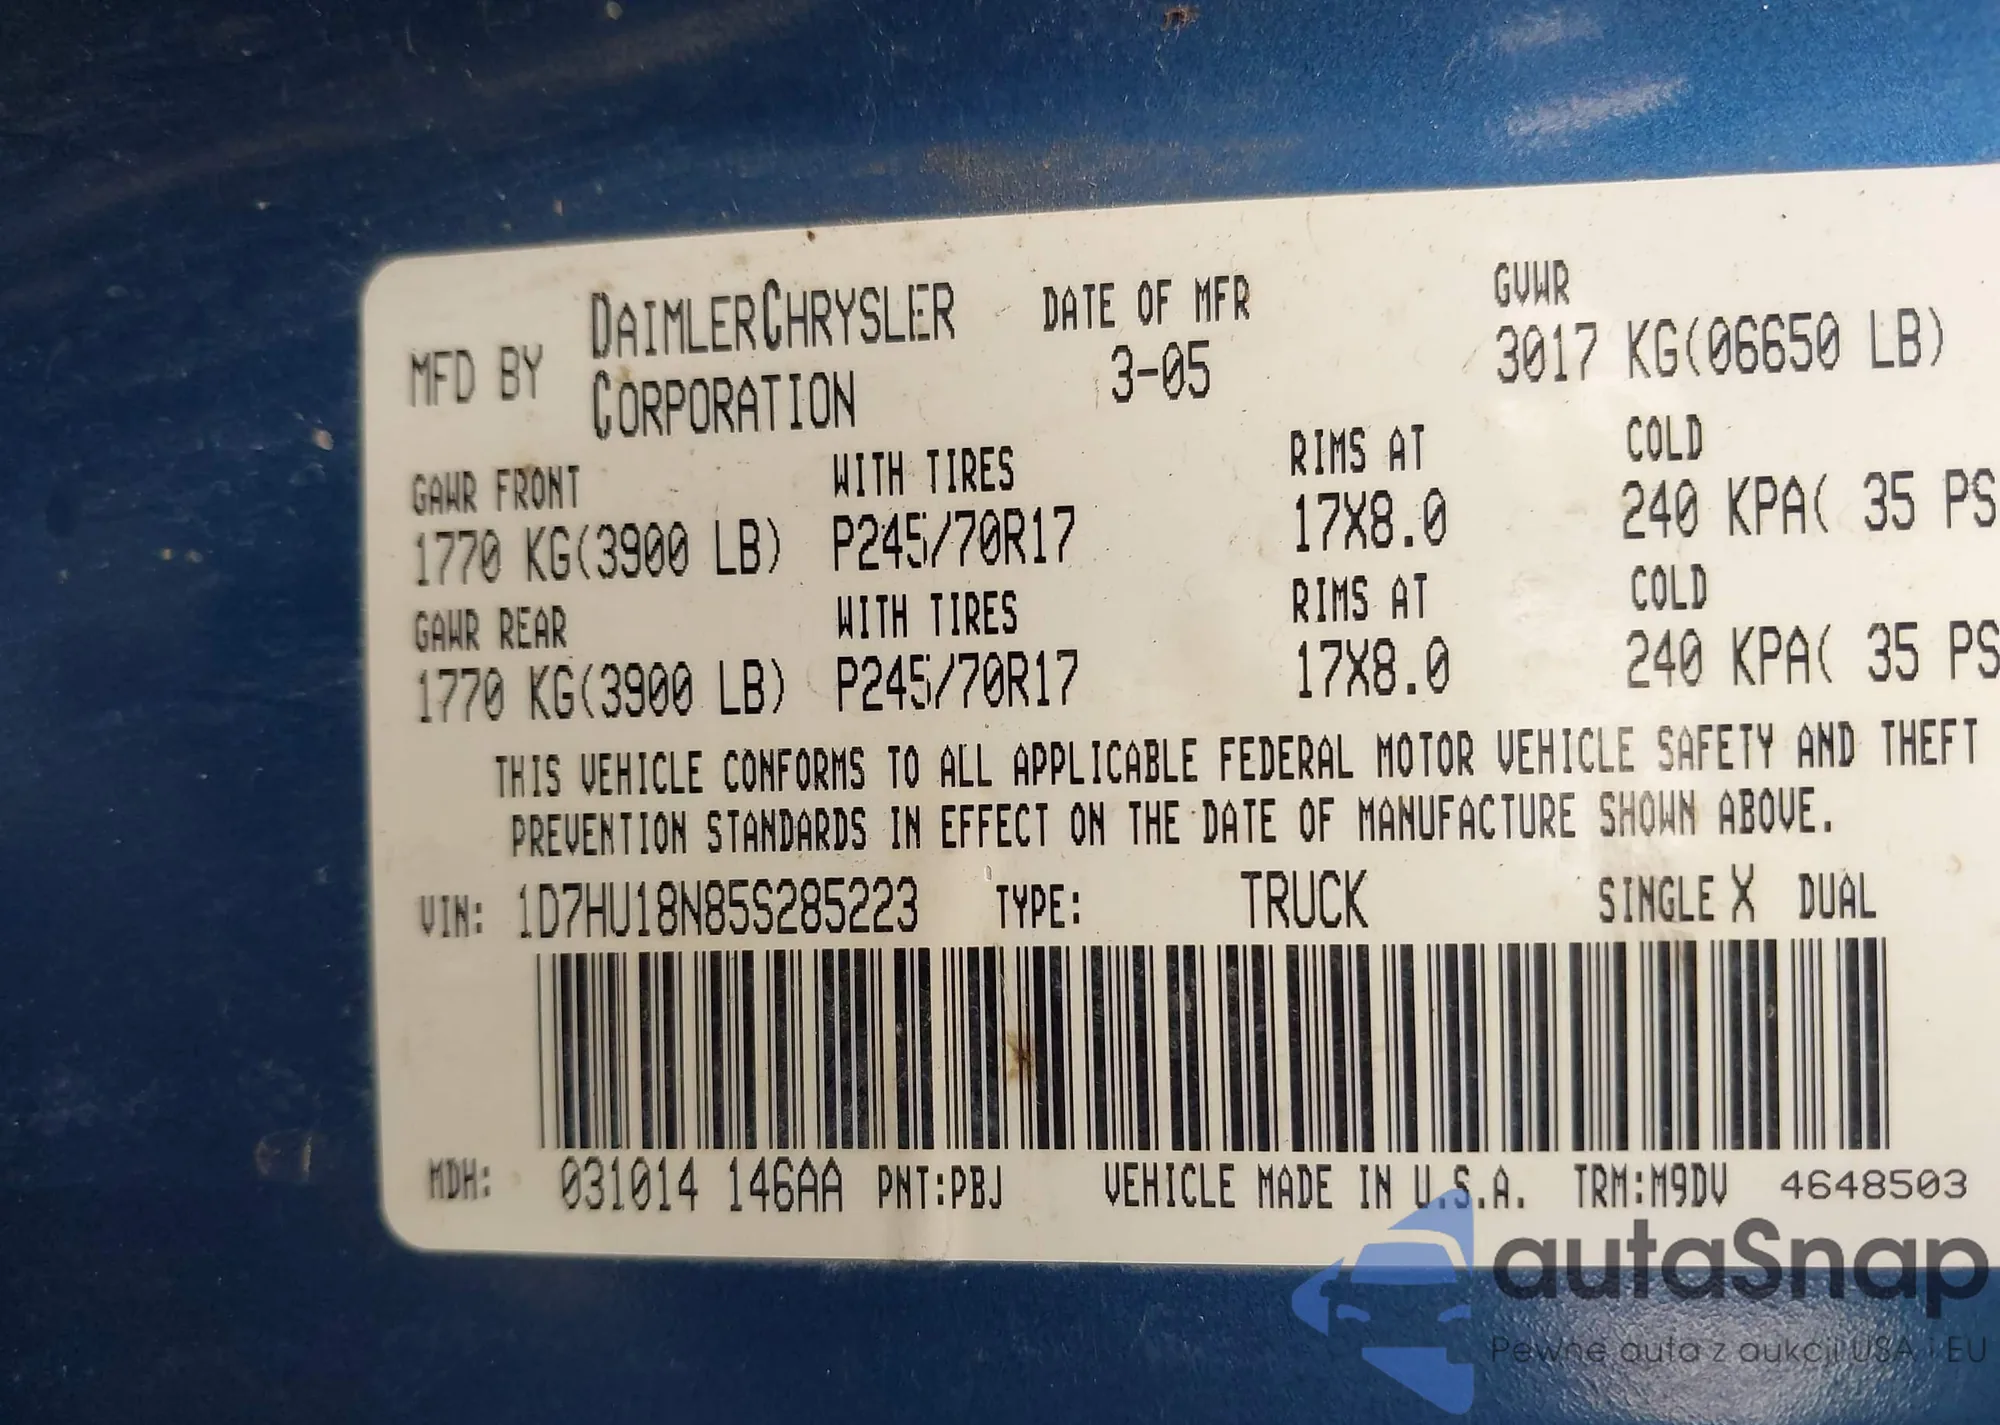 MFD BY DAIMLERCHRYSLER CORPORATION
DATE OF MFR 3-05
GVWR 3017 KG(06650 LB)
GAWR FRONT WITH TIRES RIMS AT COLD
1770 KG(3900 LB) P245/70R17 17X8.0 240 KPA( 35 PS
GAWR REAR WITH TIRES RIMS AT COLD
1770 KG(3900 LB) P245/70R17 17X8.0 240 KPA( 35 PS
THIS VEHICLE CONFORMS TO ALL APPLICABLE FEDERAL MOTOR VEHICLE SAFETY AND THEFT
PREVENTION STANDARDS IN EFFECT ON THE DATE OF MANUFACTURE SHOWN ABOVE.
VIN: 1D7HU18N85S285223 TYPE: TRUCK SINGLE X DUAL
MDH: 031014 146AA PNT:PBJ VEHICLE MADE IN U.S.A. TRM:M9DV 4648503
autaSnap
Pewne auta z aukcji USA i EU